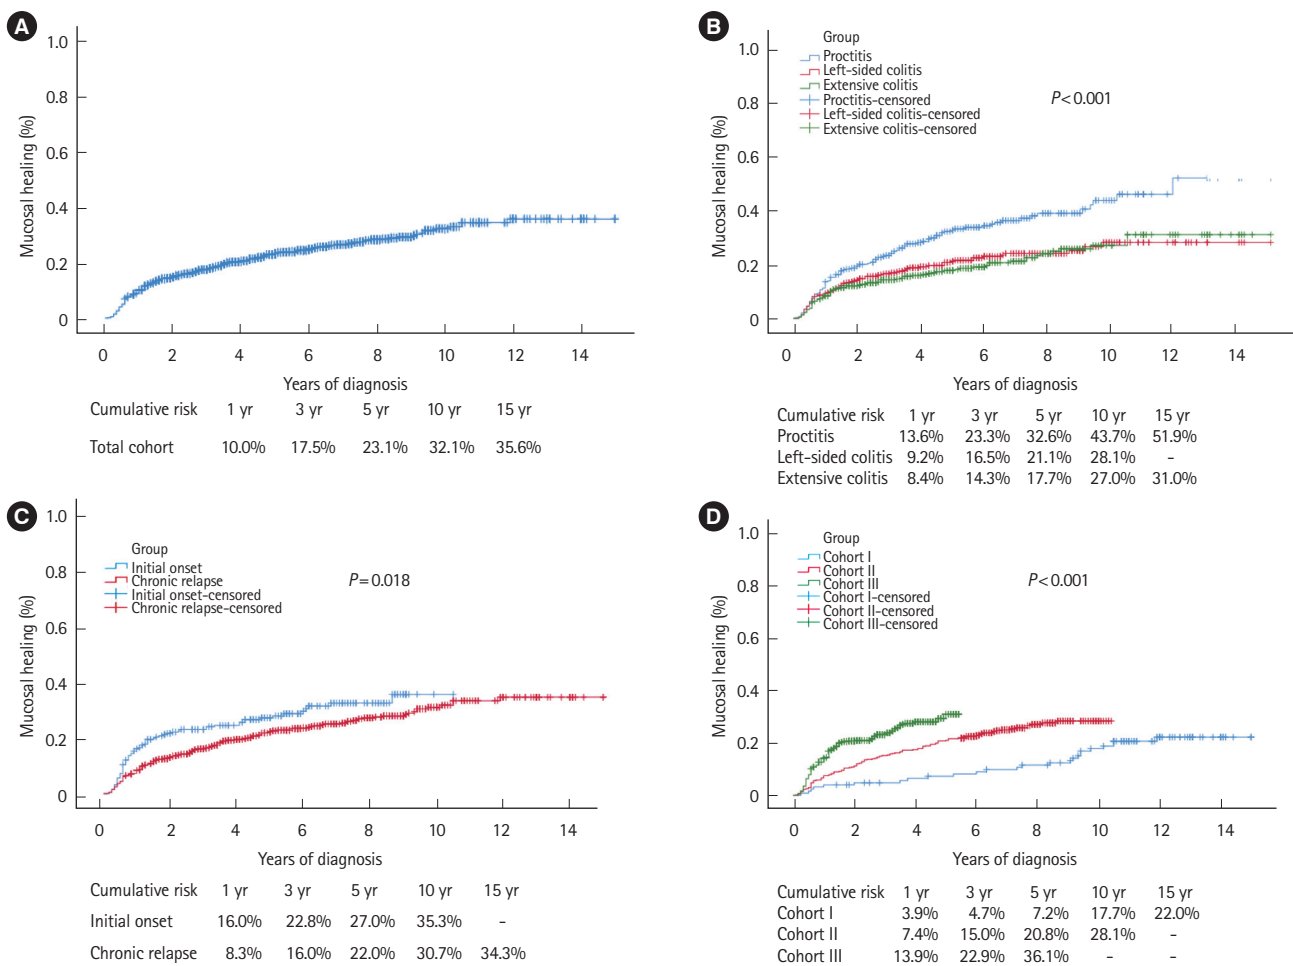 A
1.0
0.8
0.6
0.4
0.2
0
Mucosal healing (%)
0 2 4 6 8 10 12 14
Years of diagnosis
Cumulative risk 1 yr 3 yr 5 yr 10 yr 15 yr
Total cohort 10.0% 17.5% 23.1% 32.1% 35.6%
B
1.0
0.8
0.6
0.4
0.2
0
Mucosal healing (%)
Group
Proctitis
Left-sided colitis
Extensive colitis
Proctitis-censored
Left-sided colitis-censored
Extensive colitis-censored
P<0.001
0 2 4 6 8 10 12 14
Years of diagnosis
Cumulative risk 1 yr 3 yr 5 yr 10 yr 15 yr
Proctitis 13.6% 23.3% 32.6% 43.7% 51.9%
Left-sided colitis 9.2% 16.5% 21.1% 28.1% -
Extensive colitis 8.4% 14.3% 17.7% 27.0% 31.0%
C
1.0
0.8
0.6
0.4
0.2
0
Mucosal healing (%)
Group
Initial onset
Chronic relapse
Initial onset-censored
Chronic relapse-censored
P=0.018
0 2 4 6 8 10 12 14
Years of diagnosis
Cumulative risk 1 yr 3 yr 5 yr 10 yr 15 yr
Initial onset 16.0% 22.8% 27.0% 35.3% -
Chronic relapse 8.3% 16.0% 22.0% 30.7% 34.3%
D
1.0
0.8
0.6
0.4
0.2
0
Mucosal healing (%)
Group
Cohort I
Cohort II
Cohort III
Cohort I-censored
Cohort II-censored
Cohort III-censored
P<0.001
0 2 4 6 8 10 12 14
Years of diagnosis
Cumulative risk 1 yr 3 yr 5 yr 10 yr 15 yr
Cohort I 3.9% 4.7% 7.2% 17.7% 22.0%
Cohort II 7.4% 15.0% 20.8% 28.1% -
Cohort III 13.9% 22.9% 36.1% - -